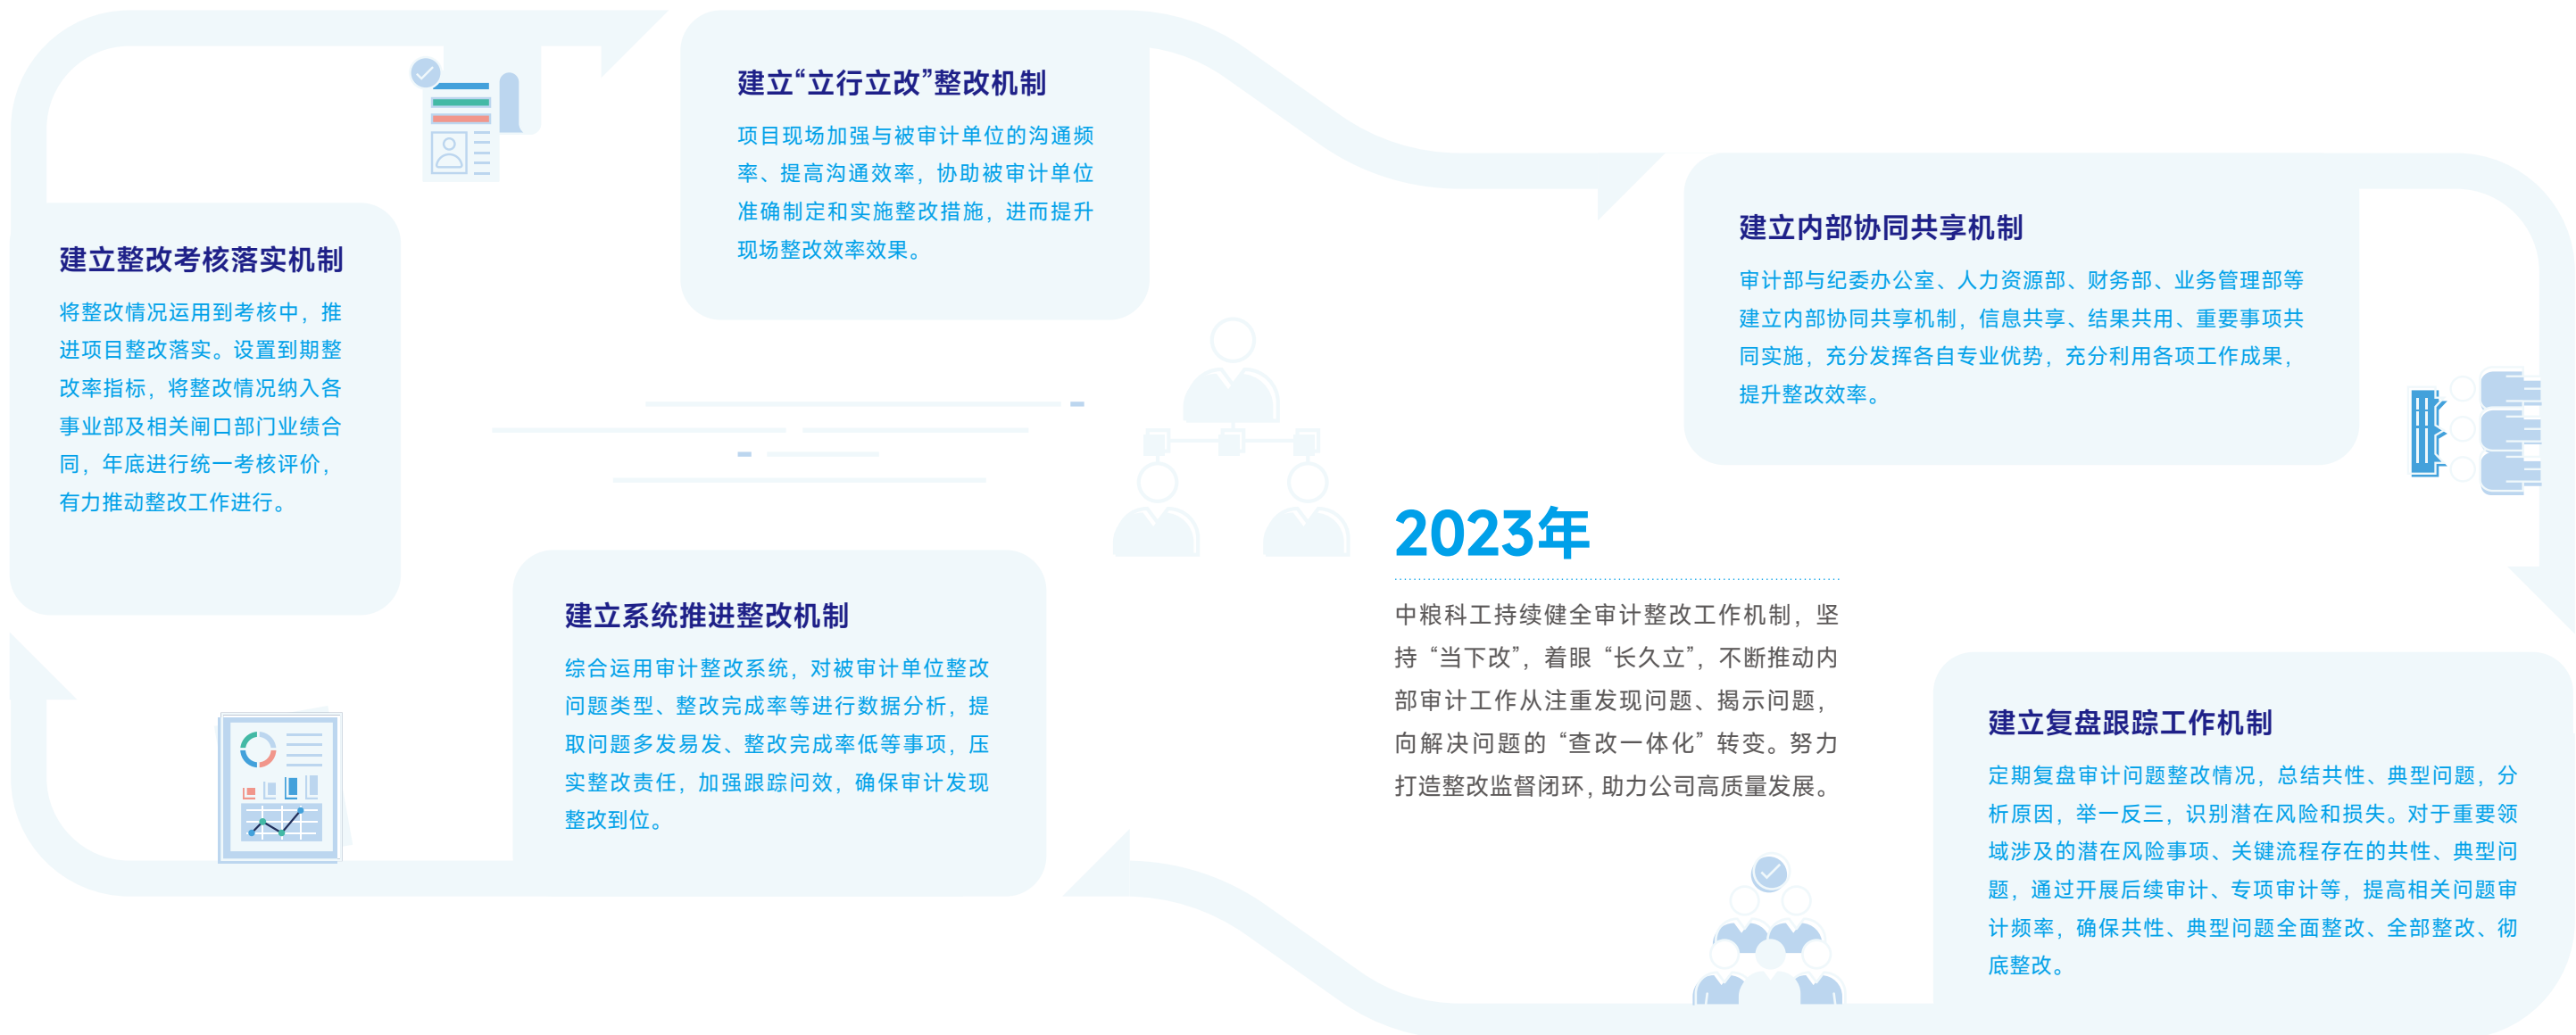 建立“立行立改”整改机制
项目现场加强与被审计单位的沟通频
率、提高沟通效率，协助被审计单位
准确制定和实施整改措施，进而提升
现场整改效率效果。
建立内部协同共享机制
审计部与纪委办公室、人力资源部、财务部、业务管理部等
建立内部协同共享机制，信息共享、结果共用、重要事项共
同实施，充分发挥各自专业优势，充分利用各项工作成果，
提升整改效率。
建立整改考核落实机制
将整改情况运用到考核中，推
进项目整改落实。设置到期整
改率指标，将整改情况纳入各
事业部及相关闸口部门业绩合
同，年底进行统一考核评价，
有力推动整改工作进行。
建立系统推进整改机制
综合运用审计整改系统，对被审计单位整改
问题类型、整改完成率等进行数据分析，提
取问题多发易发、整改完成率低等事项，压
实整改责任，加强跟踪问效，确保审计发现
整改到位。
2023年
中粮科工持续健全审计整改工作机制，坚
持“当下改”，着眼“长久立”，不断推动内
部审计工作从注重发现问题、揭示问题，
向解决问题的“查改一体化”转变。努力
打造整改监督闭环，助力公司高质量发展。
建立复盘跟踪工作机制
定期复盘审计问题整改情况，总结共性、典型问题，分
析原因，举一反三，识别潜在风险和损失。对于重要领
域涉及的潜在风险事项、关键流程存在的共性、典型问
题，通过开展后续审计、专项审计等，提高相关问题审
计频率，确保共性、典型问题全面整改、全部整改、彻
底整改。